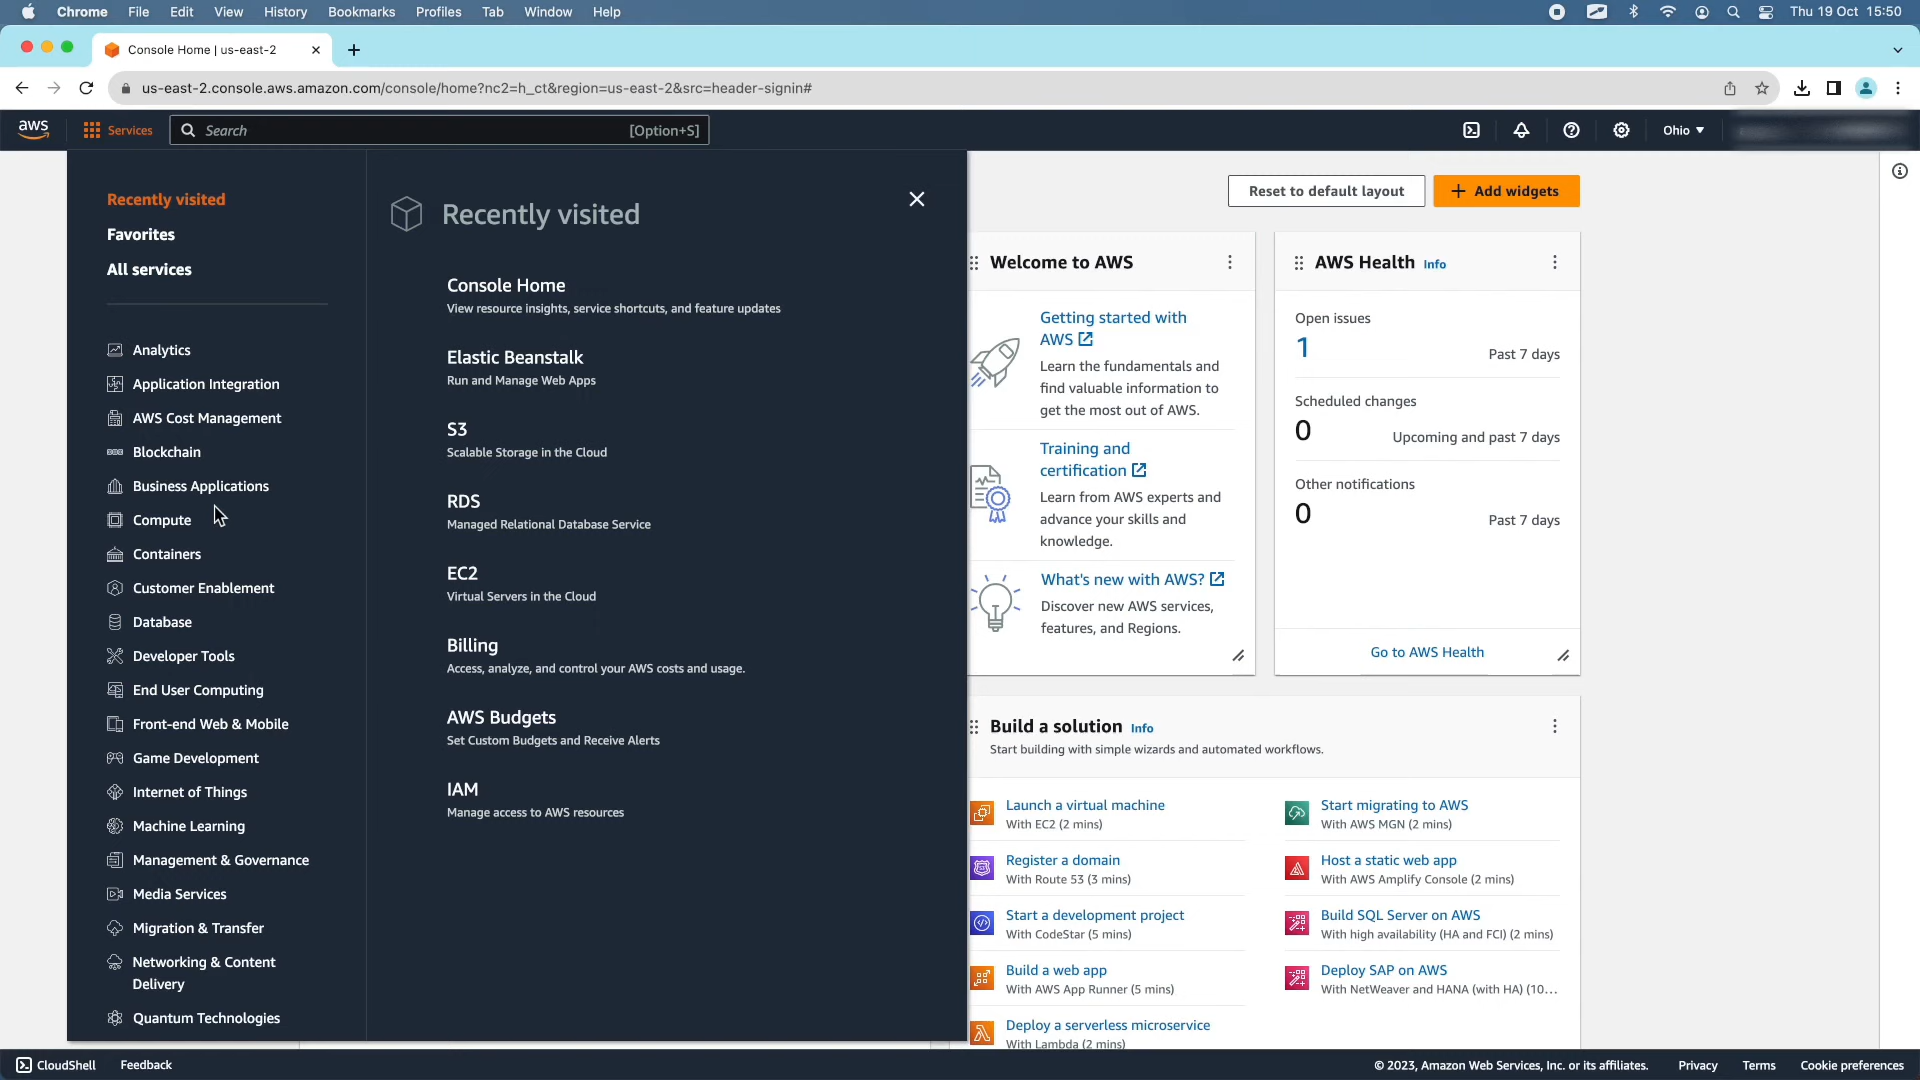 Chrome File Edit View History Bookmarks Profiles Tab Window Help Thu 19 Oct 15:50
Console Home | us-east-2
us-east-2.console.aws.amazon.com/console/home?nc2=h_ct&region=us-east-2&src=header-signin#
aws Services Search [Option+S] Ohio
Recently visited
Favorites
All services
Analytics
Application Integration
AWS Cost Management
Blockchain
Business Applications
Compute
Containers
Customer Enablement
Database
Developer Tools
End User Computing
Front-end Web & Mobile
Game Development
Internet of Things
Machine Learning
Management & Governance
Media Services
Migration & Transfer
Networking & Content
Delivery
Quantum Technologies
Recently visited
Console Home
View resource insights, service shortcuts, and feature updates
Elastic Beanstalk
Run and Manage Web Apps
S3
Scalable Storage in the Cloud
RDS
Managed Relational Database Service
EC2
Virtual Servers in the Cloud
Billing
Access, analyze, and control your AWS costs and usage.
AWS Budgets
Set Custom Budgets and Receive Alerts
IAM
Manage access to AWS resources
Reset to default layout
Add widgets
Welcome to AWS
Getting started with
AWS
Learn the fundamentals and
find valuable information to
get the most out of AWS.
Training and
certification
Learn from AWS experts and
advance your skills and
knowledge.
What's new with AWS?
Discover new AWS services,
features, and Regions.
AWS Health Info
Open issues
1 Past 7 days
Scheduled changes
0 Upcoming and past 7 days
Other notifications
0 Past 7 days
Go to AWS Health
Build a solution Info
Start building with simple wizards and automated workflows.
Launch a virtual machine
With EC2 (2 mins)
Register a domain
With Route 53 (3 mins)
Start a development project
With CodeStar (5 mins)
Build a web app
With AWS App Runner (5 mins)
Deploy a serverless microservice
With Lambda (2 mins)
Start migrating to AWS
With AWS MGN (2 mins)
Host a static web app
With AWS Amplify Console (2 mins)
Build SQL Server on AWS
With high availability (HA and FCI) (2 mins)
Deploy SAP on AWS
With NetWeaver and HANA (with HA) (10...
CloudShell Feedback © 2023, Amazon Web Services, Inc. or its affiliates. Privacy Terms Cookie preferences